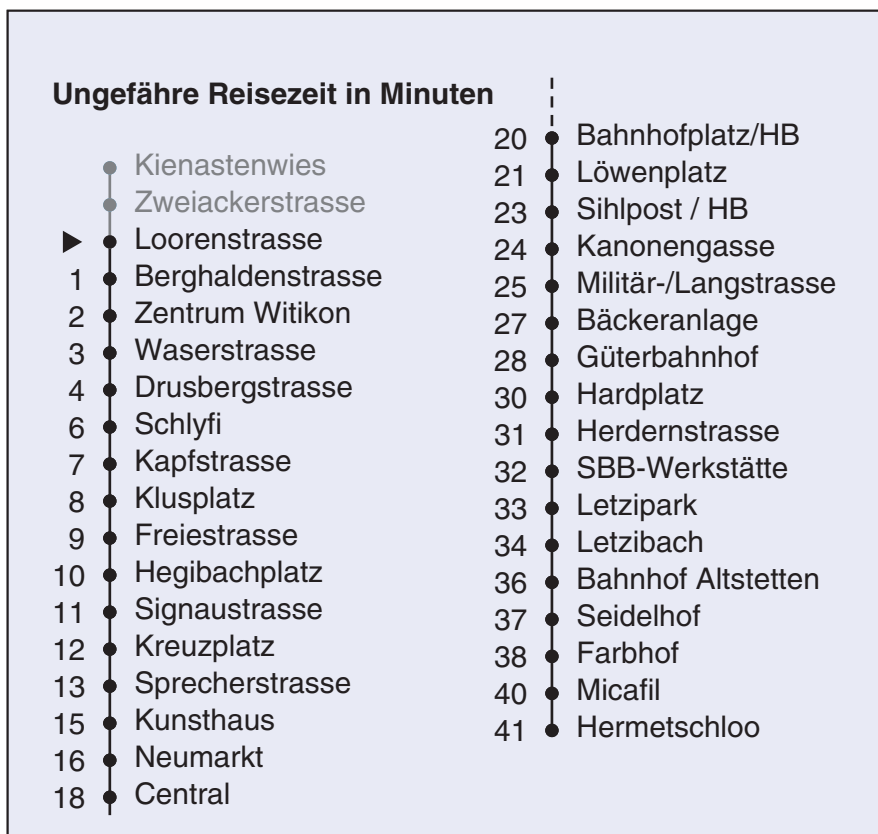 Ungefähre Reisezeit in Minuten
Kienastenwies
Zweiackerstrasse
Loorenstrasse
1 Berghaldenstrasse
2 Zentrum Witikon
3 Waserstrasse
4 Drusbergstrasse
6 Schlyfi
7 Kapfstrasse
8 Klusplatz
9 Freiestrasse
10 Hegibachplatz
11 Signaustrasse
12 Kreuzplatz
13 Sprecherstrasse
15 Kunsthaus
16 Neumarkt
18 Central
20 Bahnhofplatz/HB
21 Löwenplatz
23 Sihlpost / HB
24 Kanonengasse
25 Militär-/Langstrasse
27 Bäckeranlage
28 Güterbahnhof
30 Hardplatz
31 Herdernstrasse
32 SBB-Werkstätte
33 Letzipark
34 Letzibach
36 Bahnhof Altstetten
37 Seidelhof
38 Farbhof
40 Micafil
41 Hermetschloo